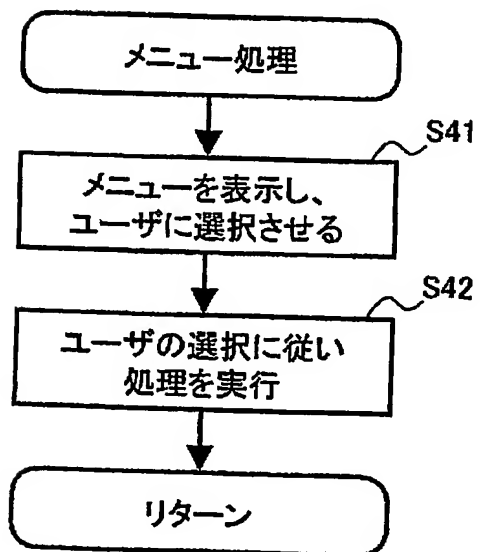 メニュー処理
S41
メニューを表示し、
ユーザに選択させる
S42
ユーザの選択に従い
処理を実行
リターン